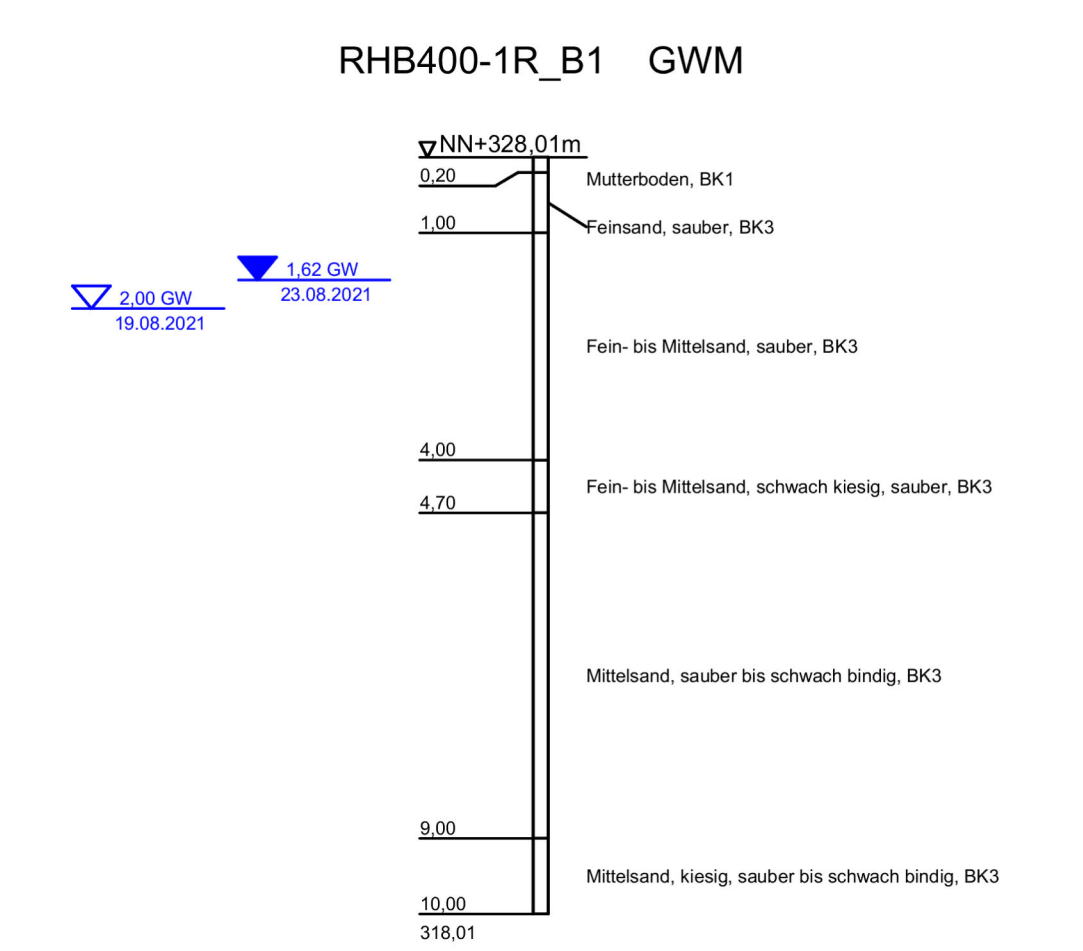 RHB400-1R_B1 GWM
NN+328,01m
0,20
Mutterboden, BK1
1,00
Feinsand, sauber, BK3
1,62 GW
23.08.2021
2,00 GW
19.08.2021
Fein- bis Mittelsand, sauber, BK3
4,00
Fein- bis Mittelsand, schwach kiesig, sauber, BK3
4,70
Mittelsand, sauber bis schwach bindig, BK3
9,00
Mittelsand, kiesig, sauber bis schwach bindig, BK3
10,00
318,01